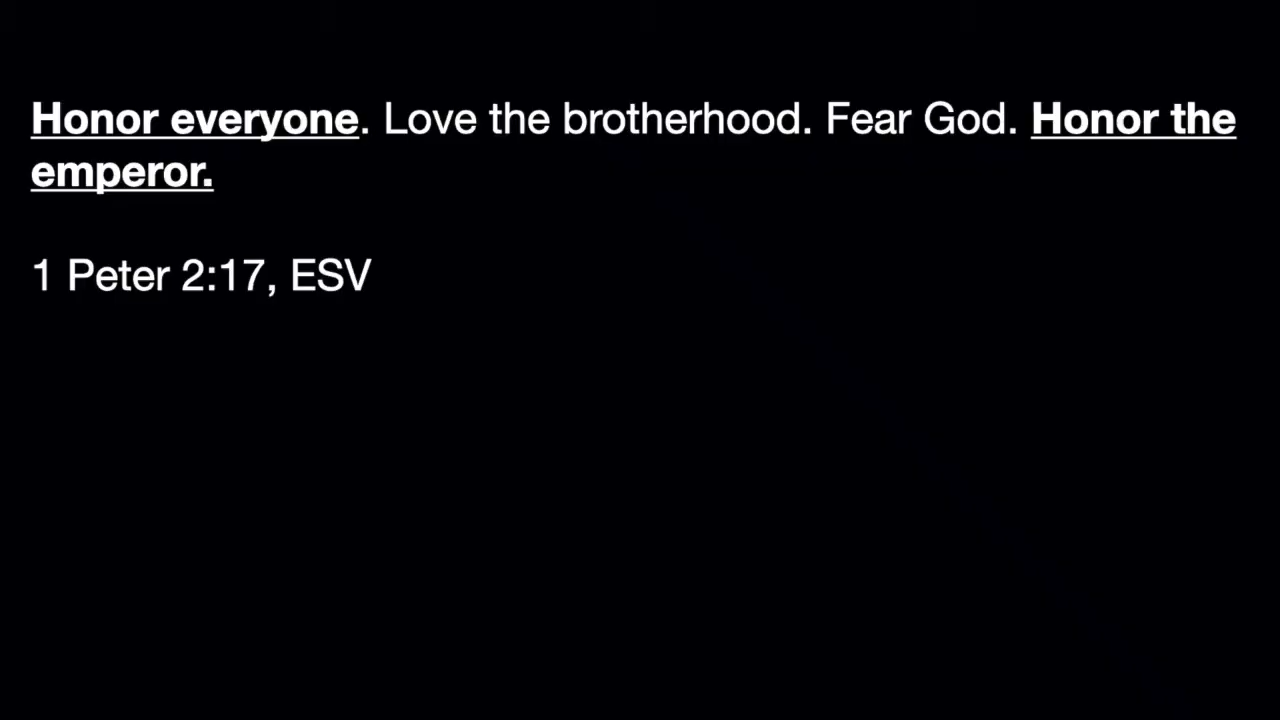 Honor everyone. Love the brotherhood. Fear God. Honor the
emperor.
1 Peter 2:17, ESV